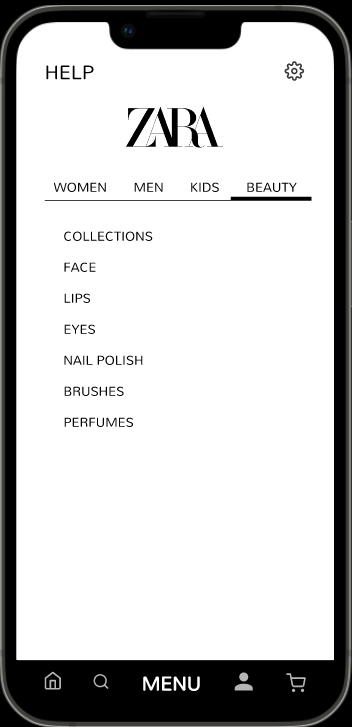 HELP
ZARA
WOMEN MEN KIDS BEAUTY
COLLECTIONS
FACE
LIPS
EYES
NAIL POLISH
BRUSHES
PERFUMES
MENU